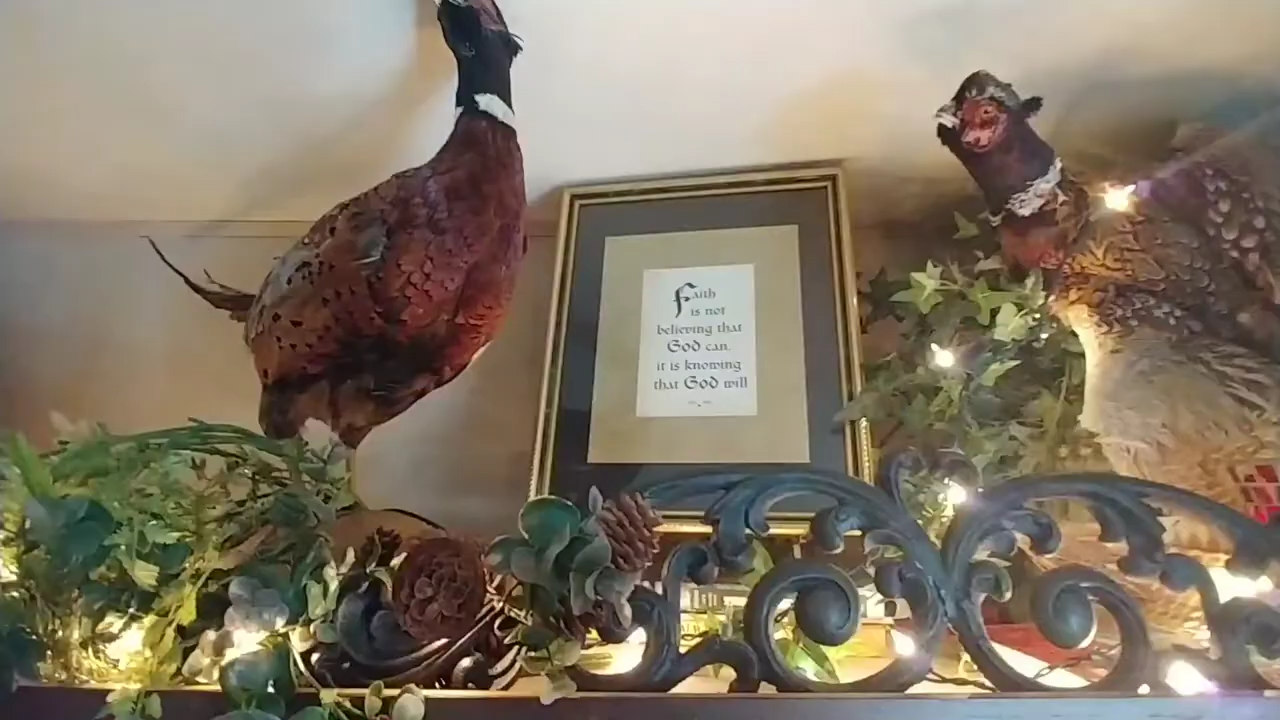 Faith
is not
believing that
God can,
it is knowing
that God will